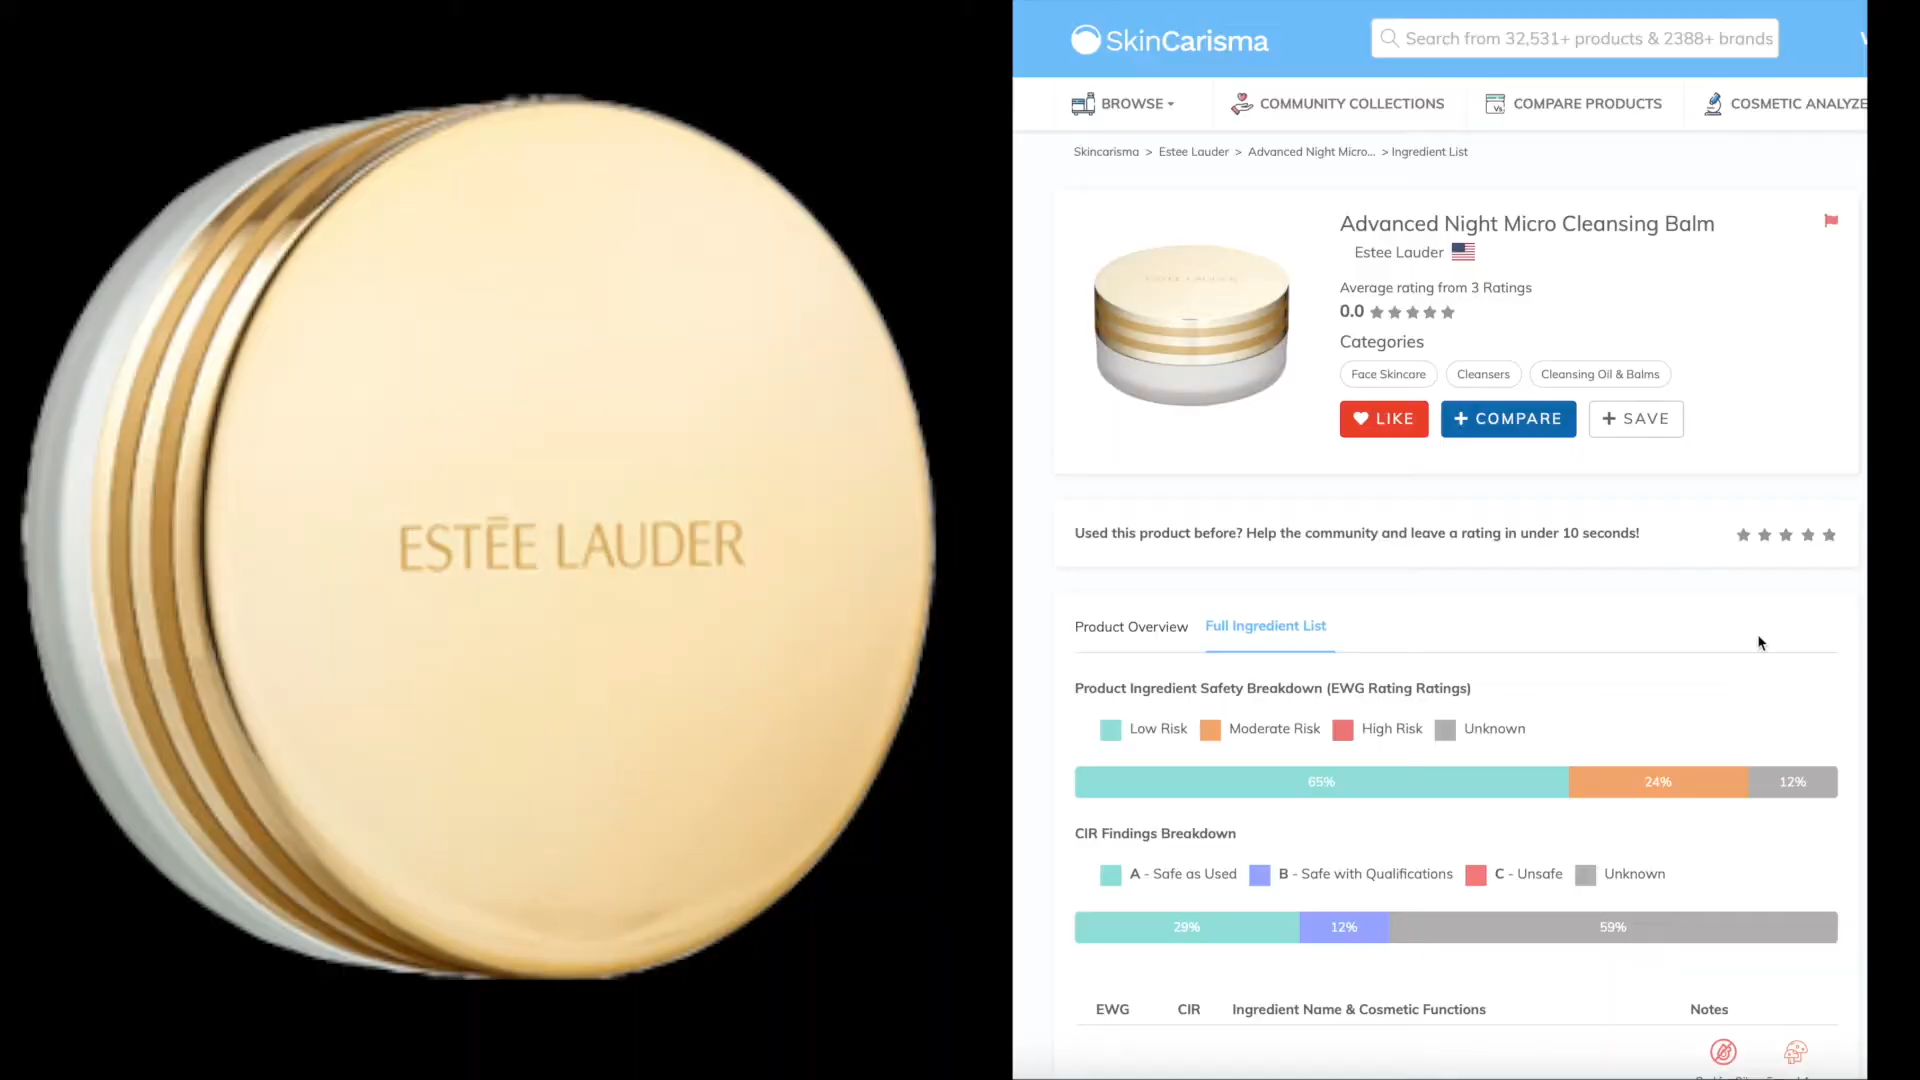 ESTĒE LAUDER
SkinCarisma
Search from 32,531+ products & 2388+ brands
BROWSE
COMMUNITY COLLECTIONS
COMPARE PRODUCTS
COSMETIC ANALYZE
Skincarisma > Estee Lauder > Advanced Night Micro... > Ingredient List
Advanced Night Micro Cleansing Balm
Estee Lauder
Average rating from 3 Ratings
0.0
Categories
Face Skincare
Cleansers
Cleansing Oil & Balms
LIKE
+ COMPARE
+ SAVE
Used this product before? Help the community and leave a rating in under 10 seconds!
Product Overview
Full Ingredient List
Product Ingredient Safety Breakdown (EWG Rating Ratings)
Low Risk
Moderate Risk
High Risk
Unknown
65%
24%
12%
CIR Findings Breakdown
A - Safe as Used
B - Safe with Qualifications
C - Unsafe
Unknown
29%
12%
59%
EWG
CIR
Ingredient Name & Cosmetic Functions
Notes